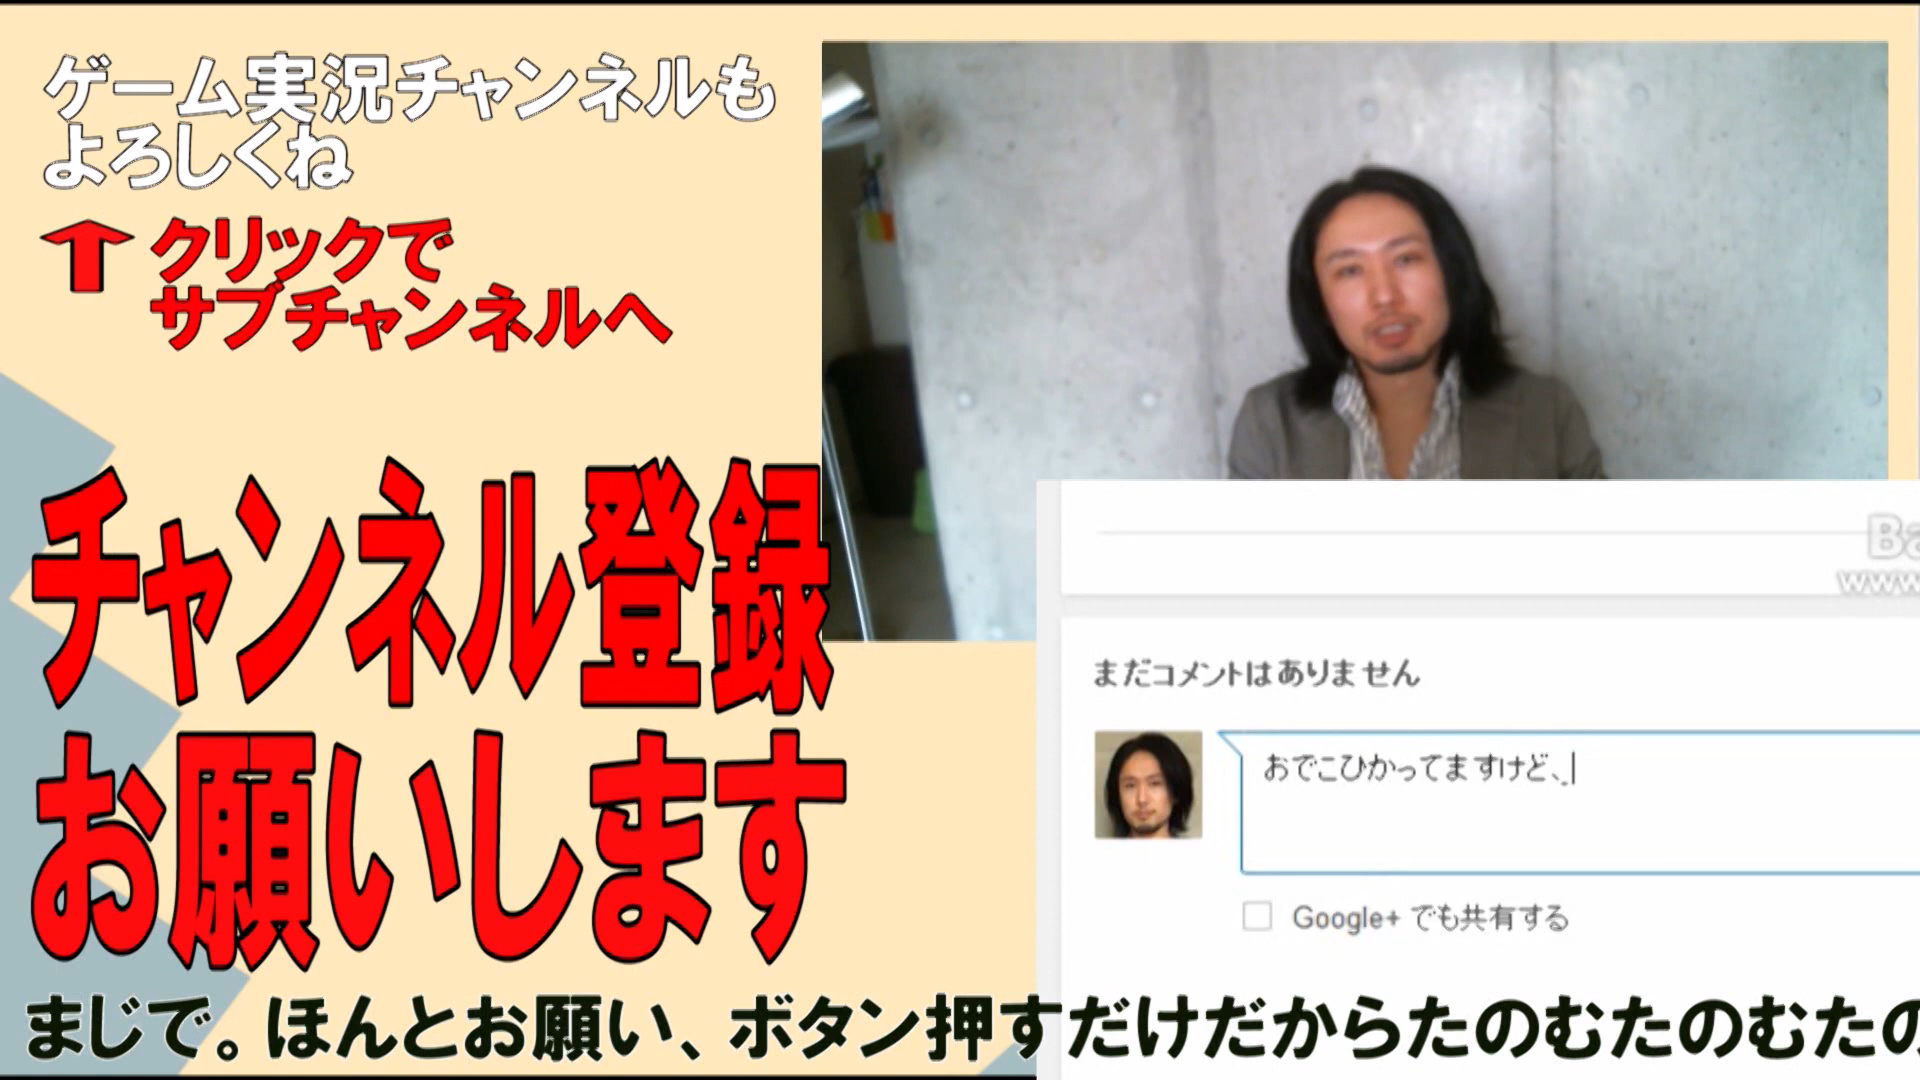 ゲーム実況チャンネルも
よろしくね
クリックで
サブチャンネルへ
チャンネル登録
お願いします
Ba
www
まだコメントはありません
おでこひかってますけど、
Google+ でも共有する
まじで。ほんとお願い、ボタン押すだけだからたのむたのむたの